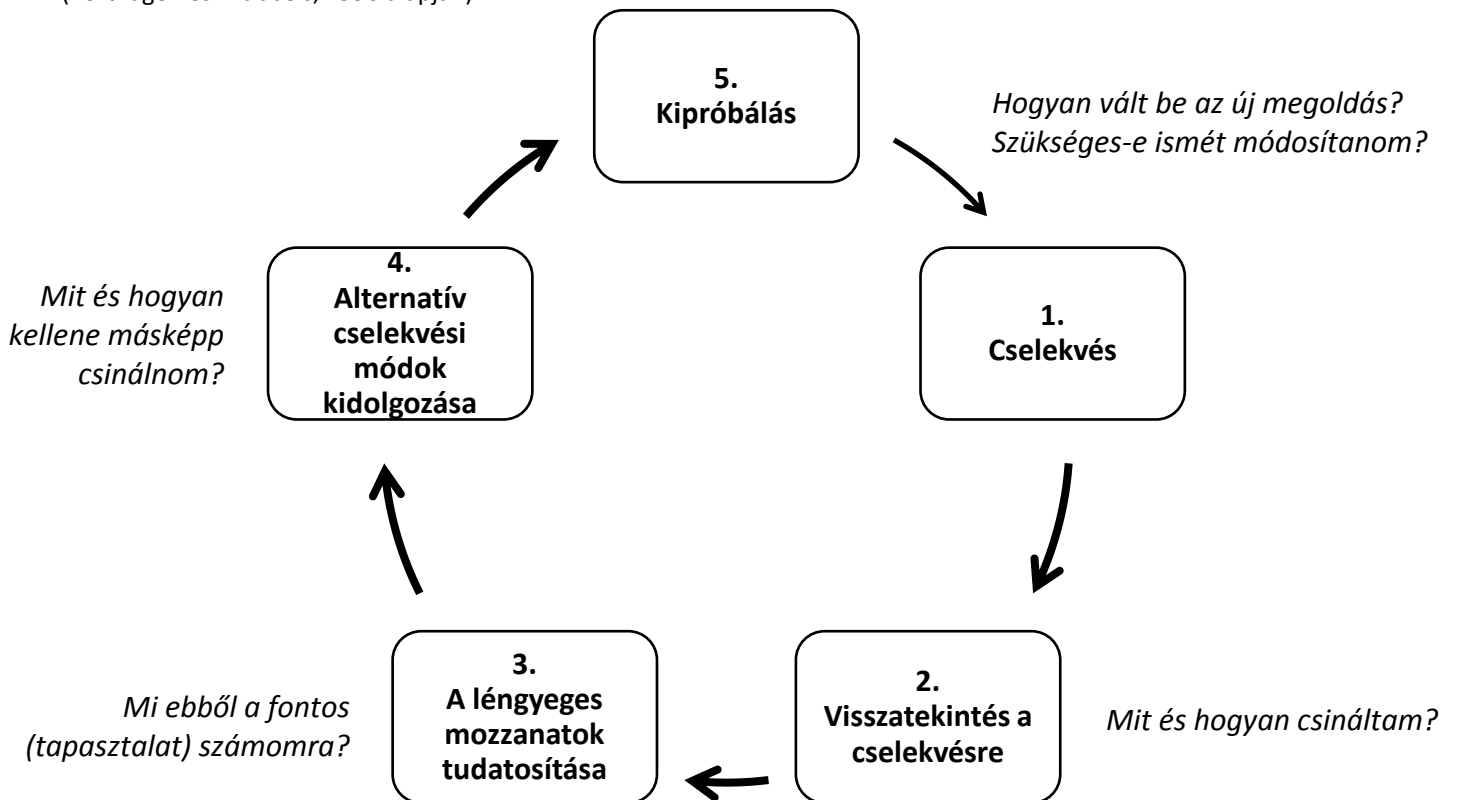 5.
Kipróbálás
Hogyan vált be az új megoldás?
Szükséges-e ismét módosítanom?
1.
Cselekvés
2.
Visszatekintés a
cselekvésre
Mit és hogyan csináltam?
3.
A léngyeges
mozzanatok
tudatosítása
Mi ebből a fontos
(tapasztalat) számomra?
4.
Alternatív
cselekvési
módok
kidolgozása
Mit és hogyan
kellene másképp
csinálnom?